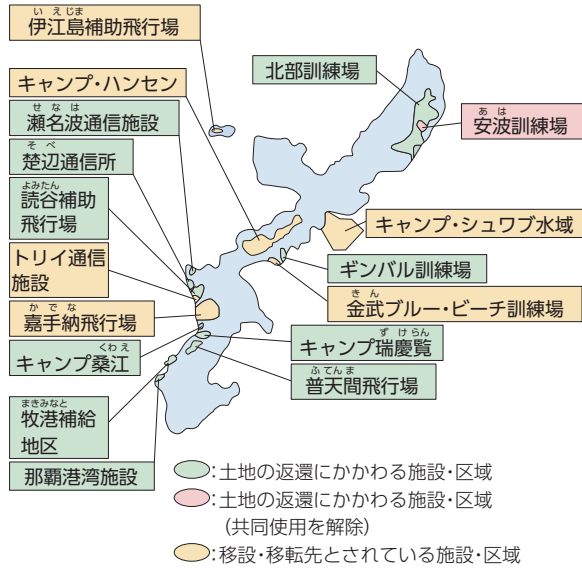 いえじま
伊江島補助飛行場
キャンプ・ハンセン
せなは
瀬名波通信施設
そべ
楚辺通信所
よみたん
読谷補助
飛行場
トリイ通信
施設
かでな
嘉手納飛行場
くわえ
キャンプ桑江
まきみなと
牧港補給
地区
那覇港湾施設
北部訓練場
あは
安波訓練場
キャンプ・シュワブ水域
ギンバル訓練場
きん
金武ブルー・ビーチ訓練場
ずけらん
キャンプ瑞慶覧
ふてんま
普天間飛行場
:土地の返還にかかわる施設・区域
:土地の返還にかかわる施設・区域
(共同使用を解除)
:移設・移転先とされている施設・区域